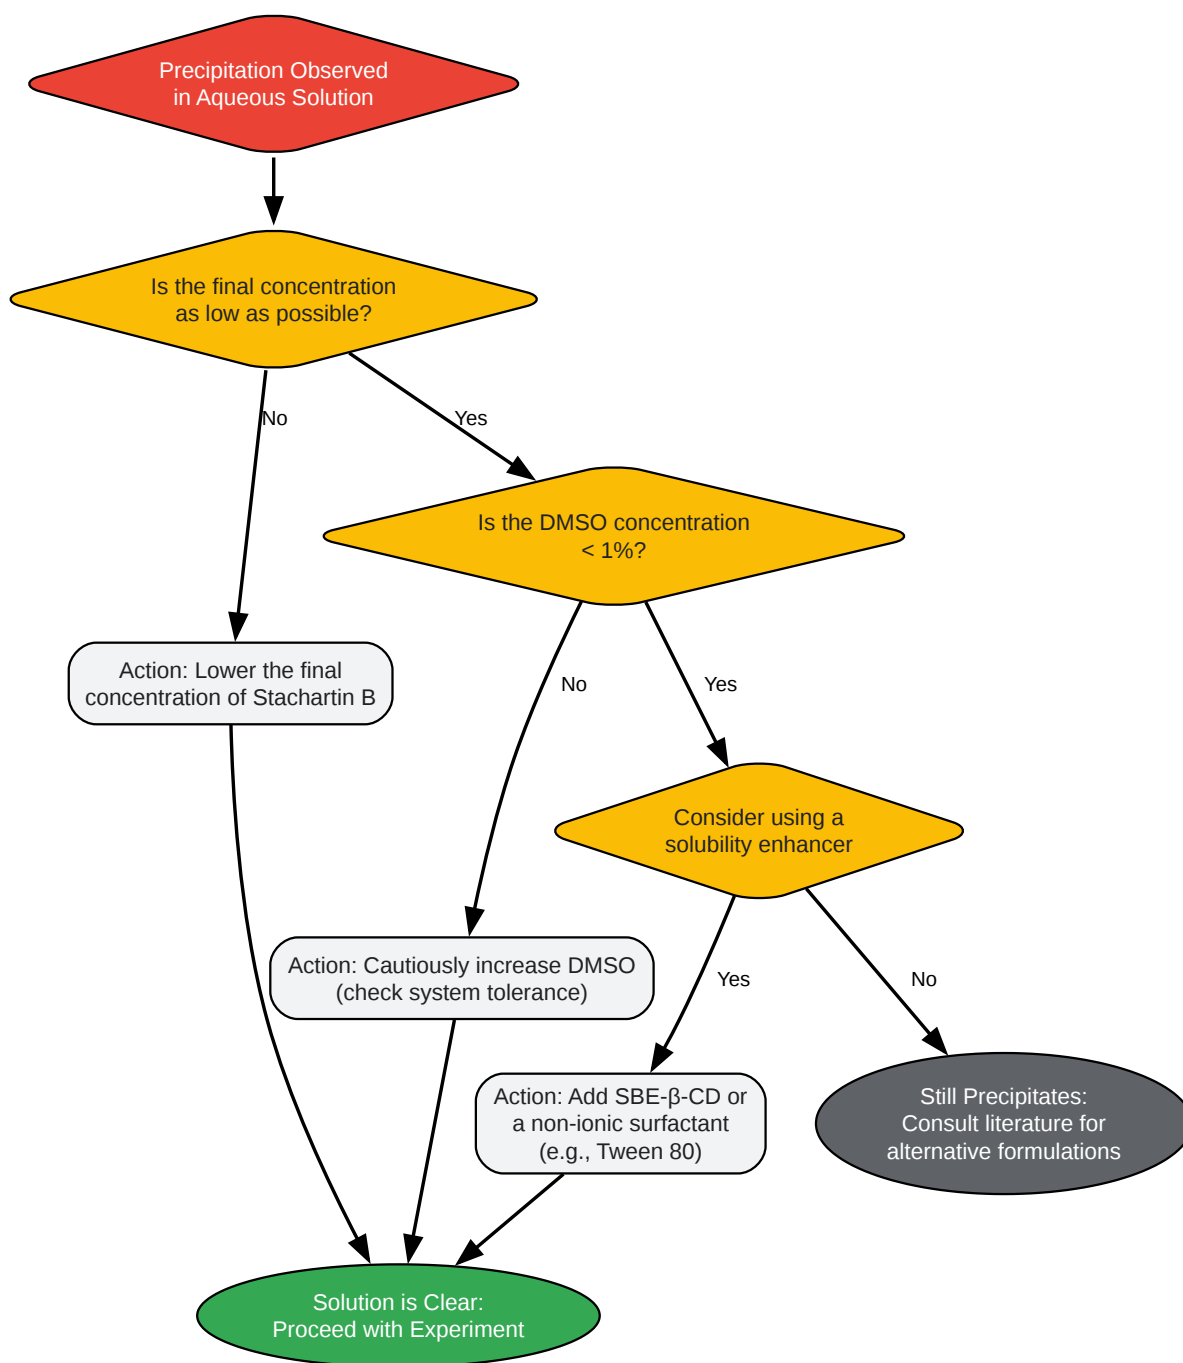 Precipitation Observed
in Aqueous Solution
Is the final concentration
as low as possible?
No
Yes
Is the DMSO concentration
< 1%?
Action: Lower the final
concentration of Stachartin B
No
Yes
Consider using a
solubility enhancer
Action: Cautiously increase DMSO
(check system tolerance)
Yes
No
Action: Add SBE-β-CD or
a non-ionic surfactant
(e.g., Tween 80)
Still Precipitates:
Consult literature for
alternative formulations
Solution is Clear:
Proceed with Experiment